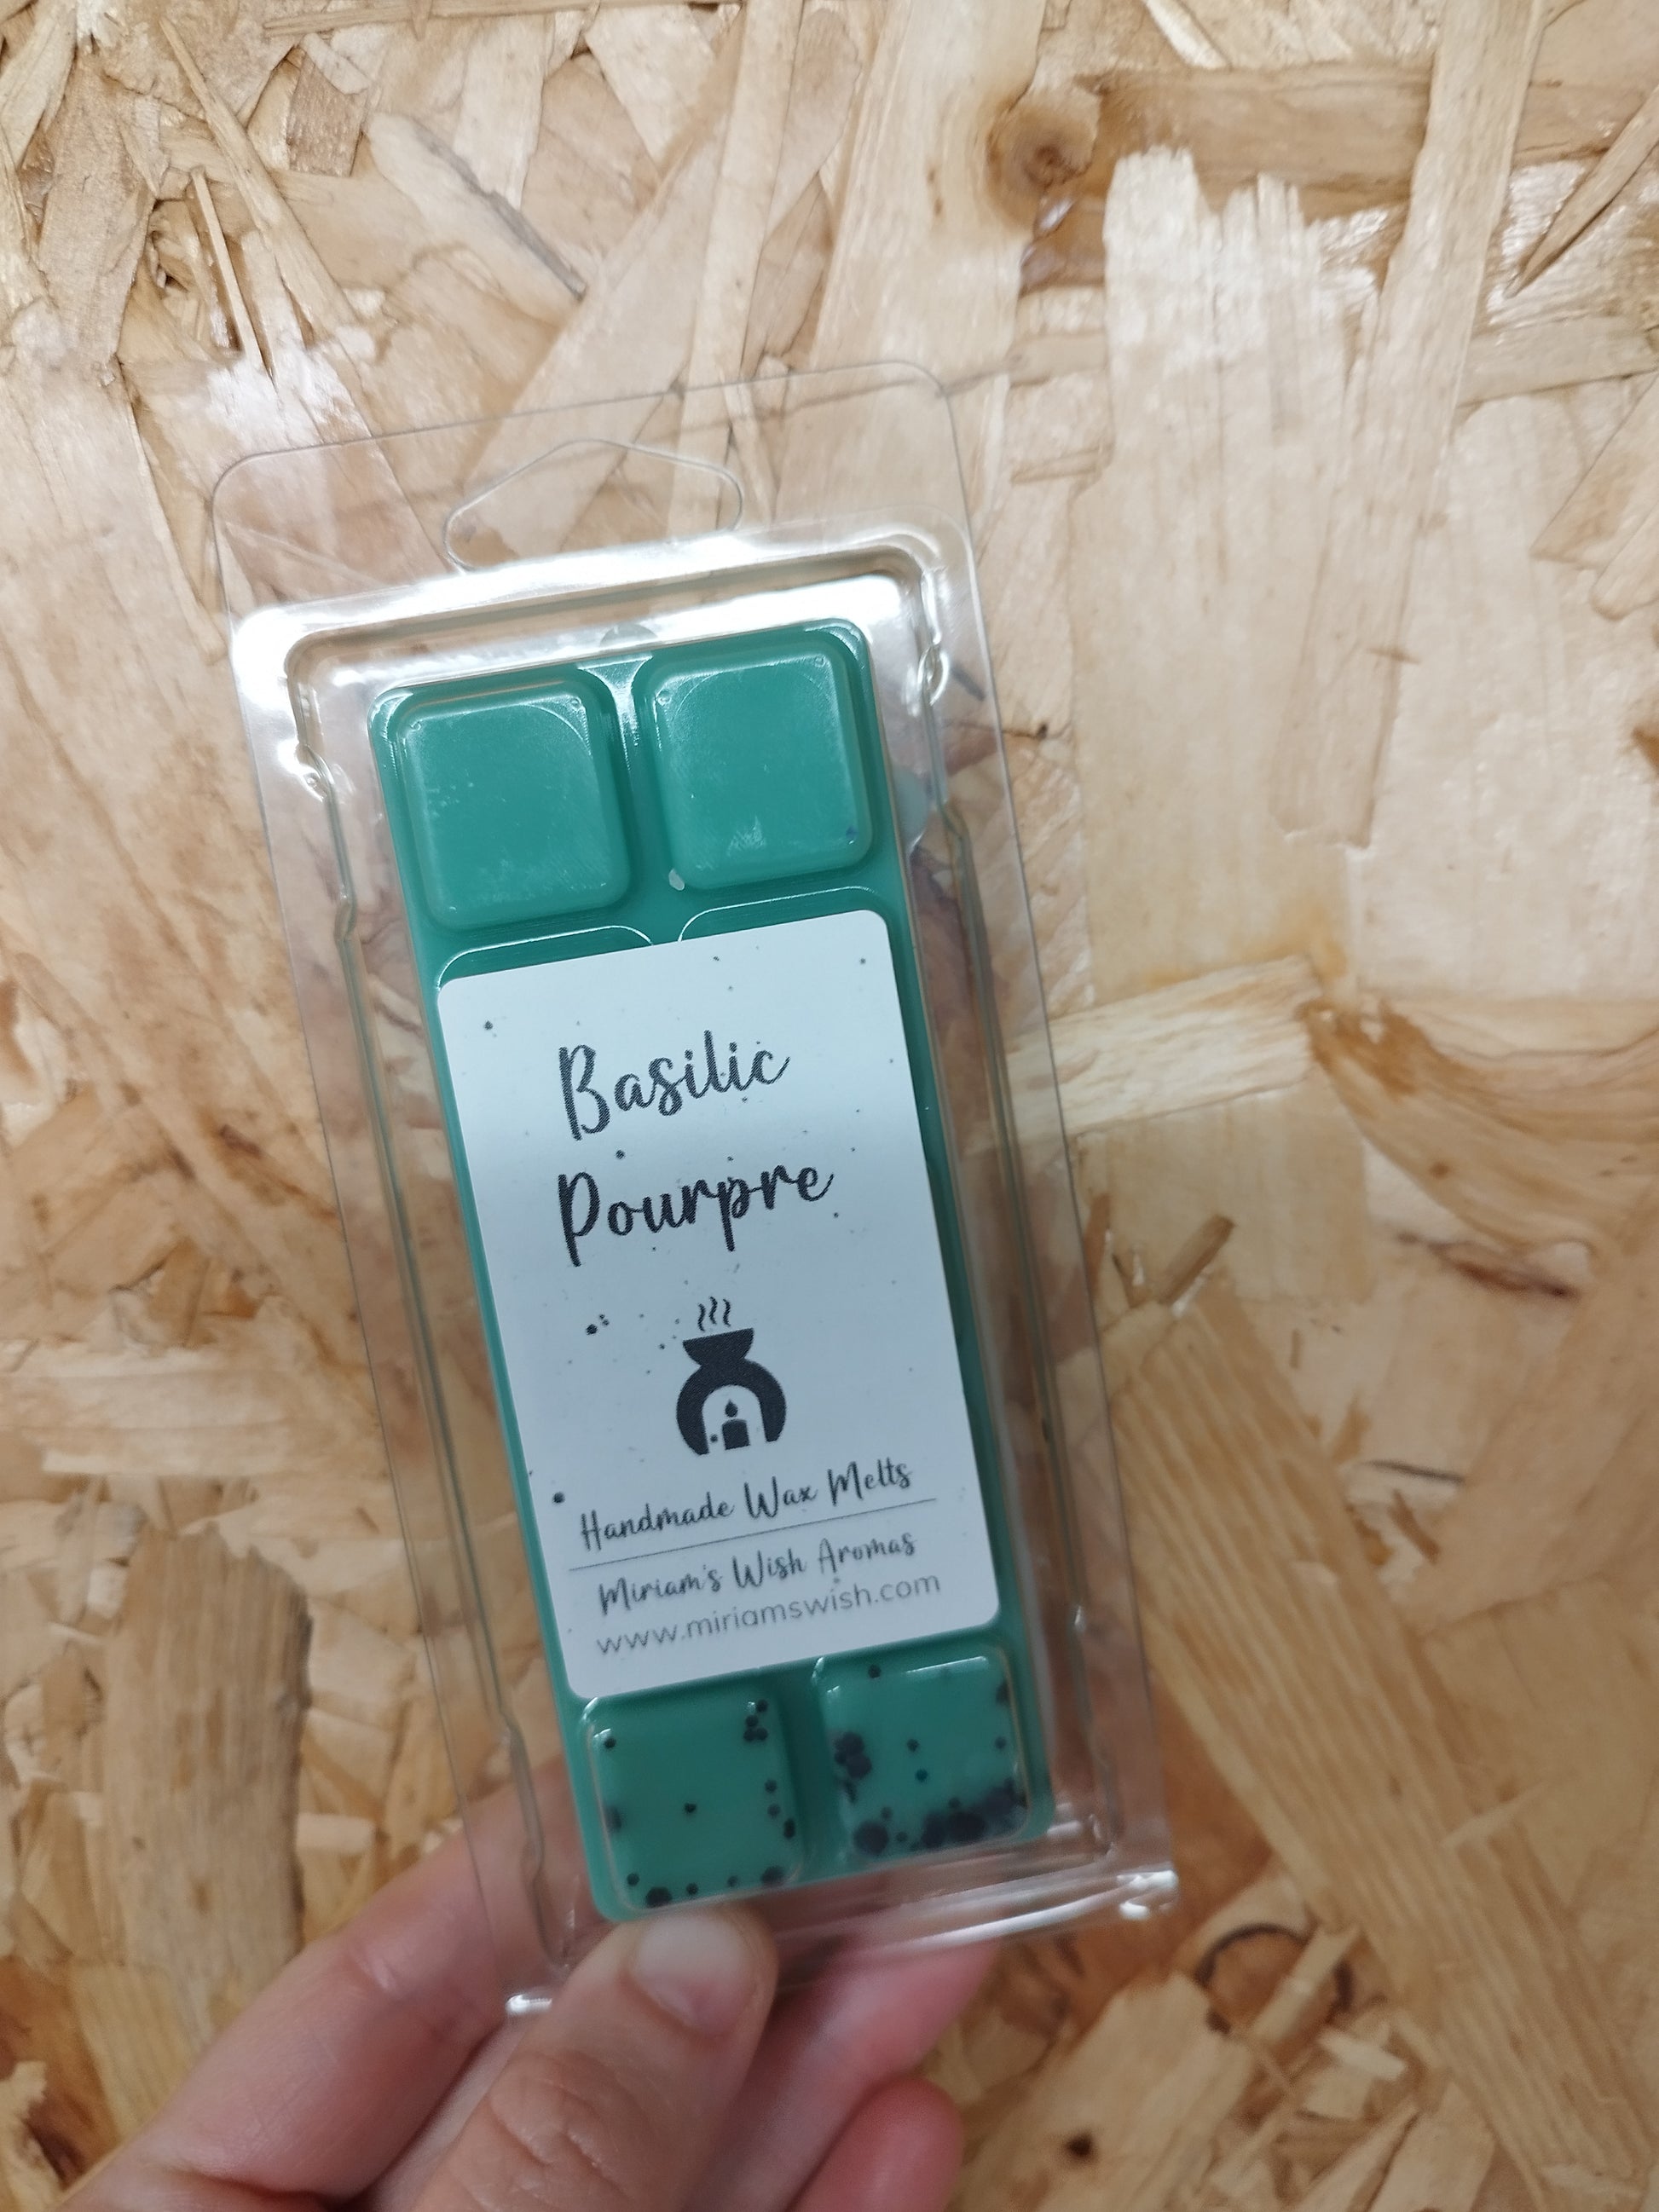 Basilic
Pourpre
Handmade Wax Melts
Miriam's Wish Aromas
www.miriamswish.com